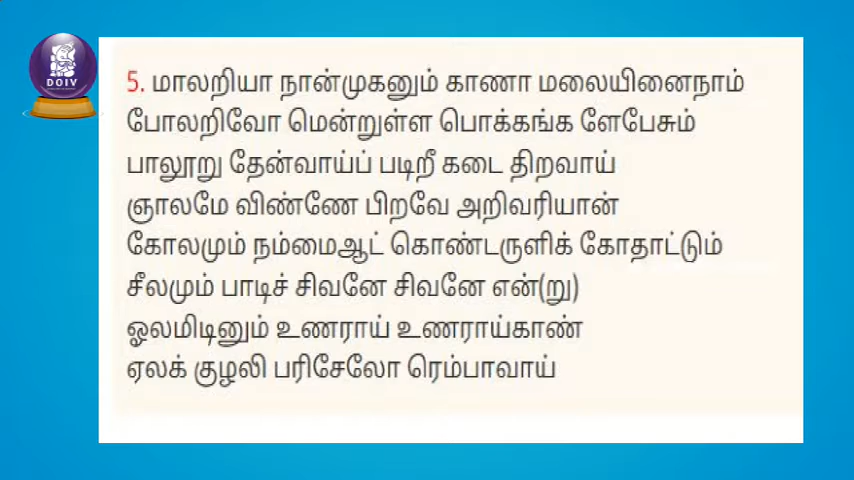 DOIV
5. மாலறியா நான்முகனும் காணா மலையினைநாம்
போலறிவோ மென்றுள்ள பொக்கங்க ளேபேசும்
பாலூறு தேன்வாய்ப் படிறீ கடை திறவாய்
ஞாலமே விண்ணே பிறவே அறிவரியான்
கோலமும் நம்மைஆட் கொண்டருளிக் கோதாட்டும்
சீலமும் பாடிச் சிவனே சிவனே என்(று)
ஓலமிடினும் உணராய் உணராய்காண்
ஏலக் குழலி பரிசேலோ ரெம்பாவாய்